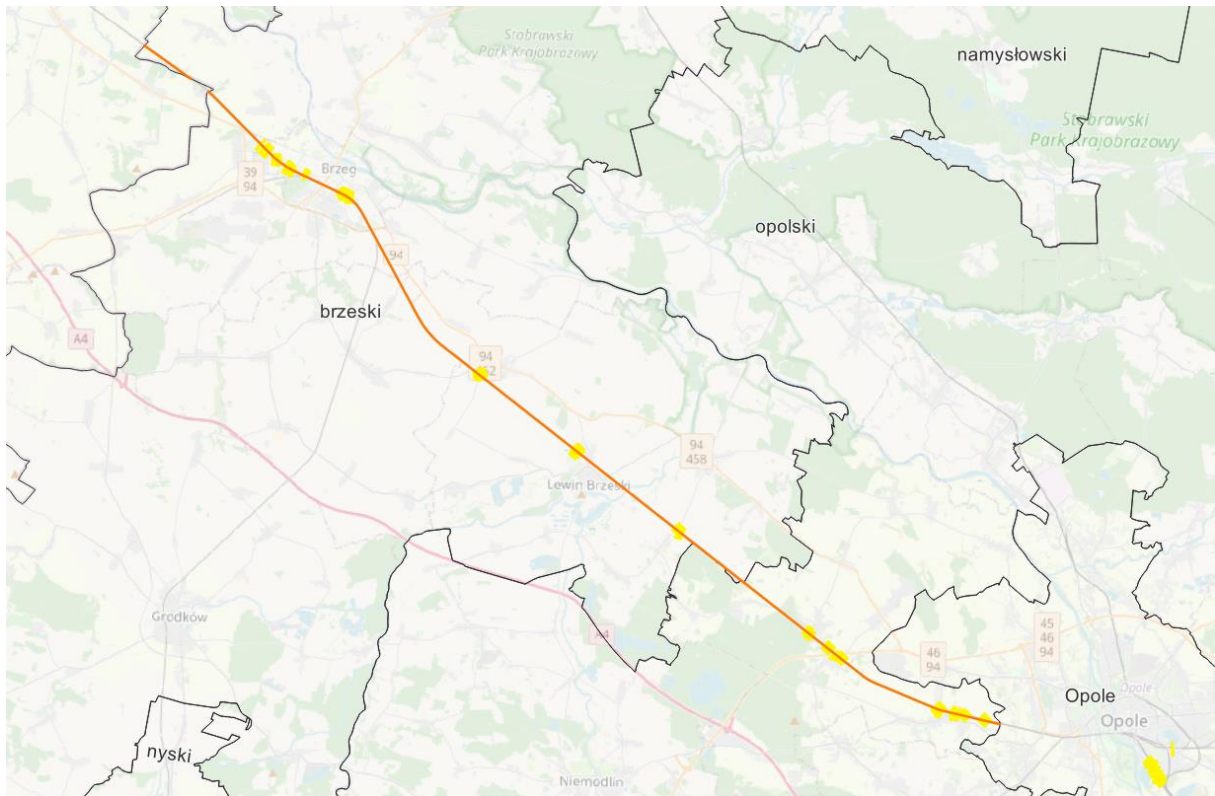 Stobrawski
Park Krajobrazowy
namysłowski
Stobrawski
Park Krajobrazowy
39
94
Brzeg
opolski
94
brzeski
A4
94
94
458
Lewin Brzeski
Grodków
A4
45
46
94
46
94
Opole
Opole
Opole
nyski
Niemodlin